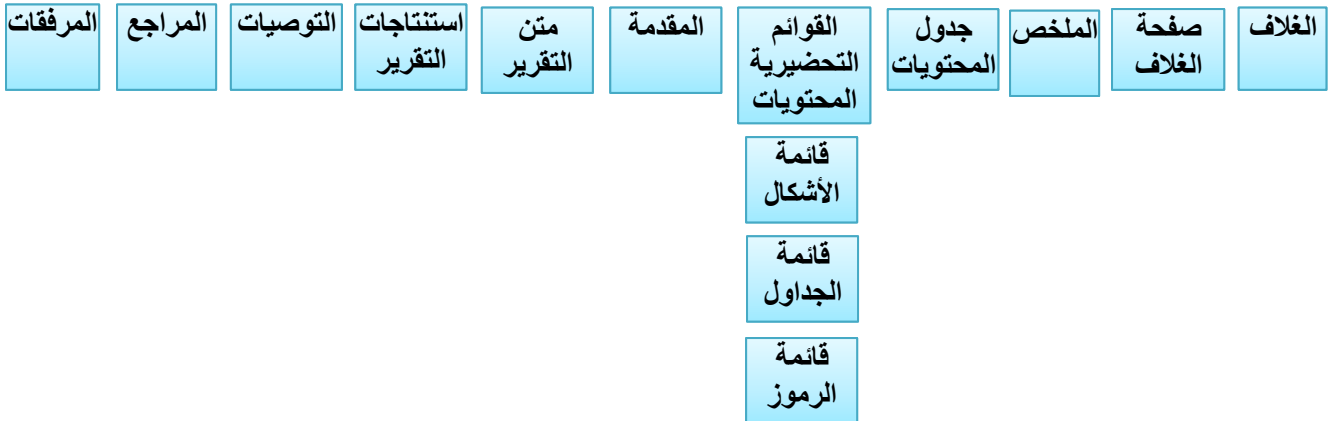 الغلاف
صفحة
الغلاف
الملخص
جدول
المحتويات
القوائم
التحضيرية
المحتويات
قائمة
الأشكال
قائمة
الجداول
قائمة
الرموز
المقدمة
متن
التقرير
استنتاجات
التقرير
التوصيات
المراجع
المرفقات